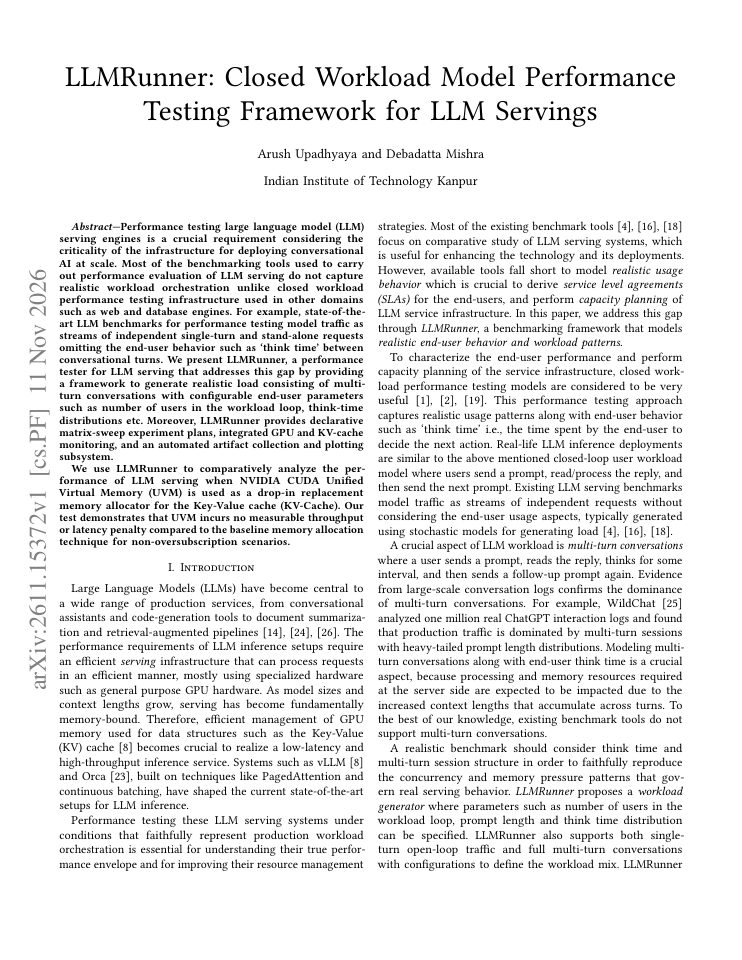 LLMRunner: Closed Workload Model Performance
Testing Framework for LLM Servings
Arush Upadhyaya and Debadatta Mishra
Indian Institute of Technology Kanpur
arXiv:2611.15372v1 [cs.PF] 11 Nov 2026
Abstract—Performance testing large language model (LLM)
serving engines is a crucial requirement considering the
criticality of the infrastructure for deploying conversational
AI at scale. Most of the benchmarking tools used to carry
out performance evaluation of LLM serving do not capture
realistic workload orchestration unlike closed workload
performance testing infrastructure used in other domains
such as web and database engines. For example, state-of-the-
art LLM benchmarks for performance testing model traffic as
streams of independent single-turn and stand-alone requests
omitting the end-user behavior such as ‘think time’ between
conversational turns. We present LLMRunner, a performance
tester for LLM serving that addresses this gap by providing
a framework to generate realistic load consisting of multi-
turn conversations with configurable end-user parameters
such as number of users in the workload loop, think-time
distributions etc. Moreover, LLMRunner provides declarative
matrix-sweep experiment plans, integrated GPU and KV-cache
monitoring, and an automated artifact collection and plotting
subsystem.
We use LLMRunner to comparatively analyze the per-
formance of LLM serving when NVIDIA CUDA Unified
Virtual Memory (UVM) is used as a drop-in replacement
memory allocator for the Key-Value cache (KV-Cache). Our
test demonstrates that UVM incurs no measurable throughput
or latency penalty compared to the baseline memory allocation
technique for non-oversubscription scenarios.
I. Introduction
Large Language Models (LLMs) have become central to
a wide range of production services, from conversational
assistants and code-generation tools to document summariza-
tion and retrieval-augmented pipelines [14], [24], [26]. The
performance requirements of LLM inference setups require
an efficient serving infrastructure that can process requests
in an efficient manner, mostly using specialized hardware
such as general purpose GPU hardware. As model sizes and
context lengths grow, serving has become fundamentally
memory-bound. Therefore, efficient management of GPU
memory used for data structures such as the Key-Value
(KV) cache [8] becomes crucial to realize a low-latency and
high-throughput inference service. Systems such as vLLM [8]
and Orca [23], built on techniques like PagedAttention and
continuous batching, have shaped the current state-of-the-art
setups for LLM inference.
Performance testing these LLM serving systems under
conditions that faithfully represent production workload
orchestration is essential for understanding their true perfor-
mance envelope and for improving their resource management
strategies. Most of the existing benchmark tools [4], [16], [18]
focus on comparative study of LLM serving systems, which
is useful for enhancing the technology and its deployments.
However, available tools fall short to model realistic usage
behavior which is crucial to derive service level agreements
(SLAs) for the end-users, and perform capacity planning of
LLM service infrastructure. In this paper, we address this gap
through LLMRunner, a benchmarking framework that models
realistic end-user behavior and workload patterns.
To characterize the end-user performance and perform
capacity planning of the service infrastructure, closed work-
load performance testing models are considered to be very
useful [1], [2], [19]. This performance testing approach
captures realistic usage patterns along with end-user behavior
such as ‘think time’ i.e., the time spent by the end-user to
decide the next action. Real-life LLM inference deployments
are similar to the above mentioned closed-loop user workload
model where users send a prompt, read/process the reply, and
then send the next prompt. Existing LLM serving benchmarks
model traffic as streams of independent requests without
considering the end-user usage aspects, typically generated
using stochastic models for generating load [4], [16], [18].
A crucial aspect of LLM workload is multi-turn conversations
where a user sends a prompt, reads the reply, thinks for some
interval, and then sends a follow-up prompt again. Evidence
from large-scale conversation logs confirms the dominance
of multi-turn conversations. For example, WildChat [25]
analyzed one million real ChatGPT interaction logs and found
that production traffic is dominated by multi-turn sessions
with heavy-tailed prompt length distributions. Modeling multi-
turn conversations along with end-user think time is a crucial
aspect, because processing and memory resources required
at the server side are expected to be impacted due to the
increased context lengths that accumulate across turns. To
the best of our knowledge, existing benchmark tools do not
support multi-turn conversations.
A realistic benchmark should consider think time and
multi-turn session structure in order to faithfully reproduce
the concurrency and memory pressure patterns that gov-
ern real serving behavior. LLMRunner proposes a workload
generator where parameters such as number of users in the
workload loop, prompt length and think time distribution
can be specified. LLMRunner also supports both single-
turn open-loop traffic and full multi-turn conversations
with configurations to define the workload mix. LLMRunner